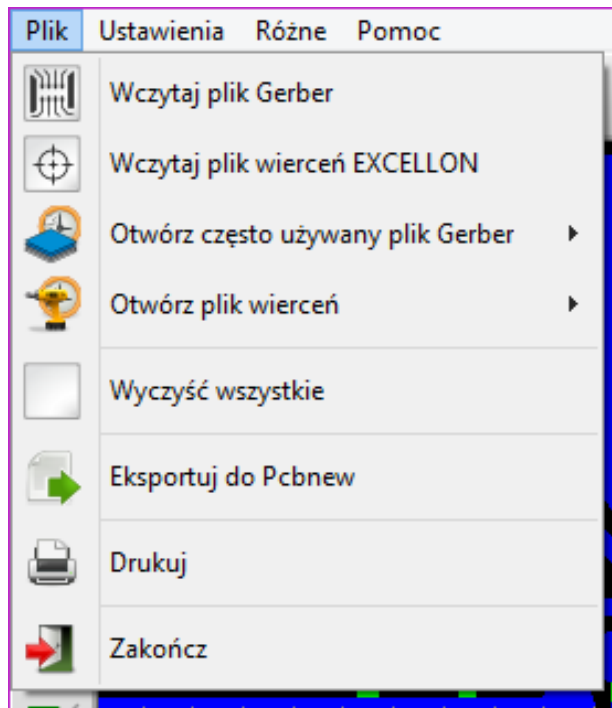 Plik Ustawienia Różne Pomoc
Wczytaj plik Gerber
Wczytaj plik wierceń EXCELLON
Otwórz często używany plik Gerber
Otwórz plik wierceń
Wyczyść wszystkie
Eksportuj do Pcbnew
Drukuj
Zakończ